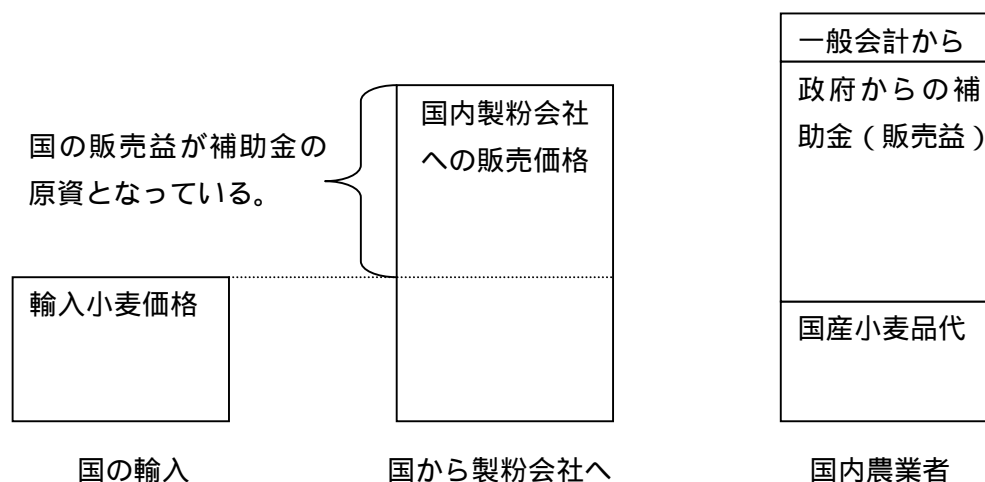 国の販売益が補助金の
原資となっている。
輸入小麦価格
国の輸入
国内製粉会社
への販売価格
国から製粉会社へ
一般会計から
政府からの補
助金(販売益)
国産小麦品代
国内農業者